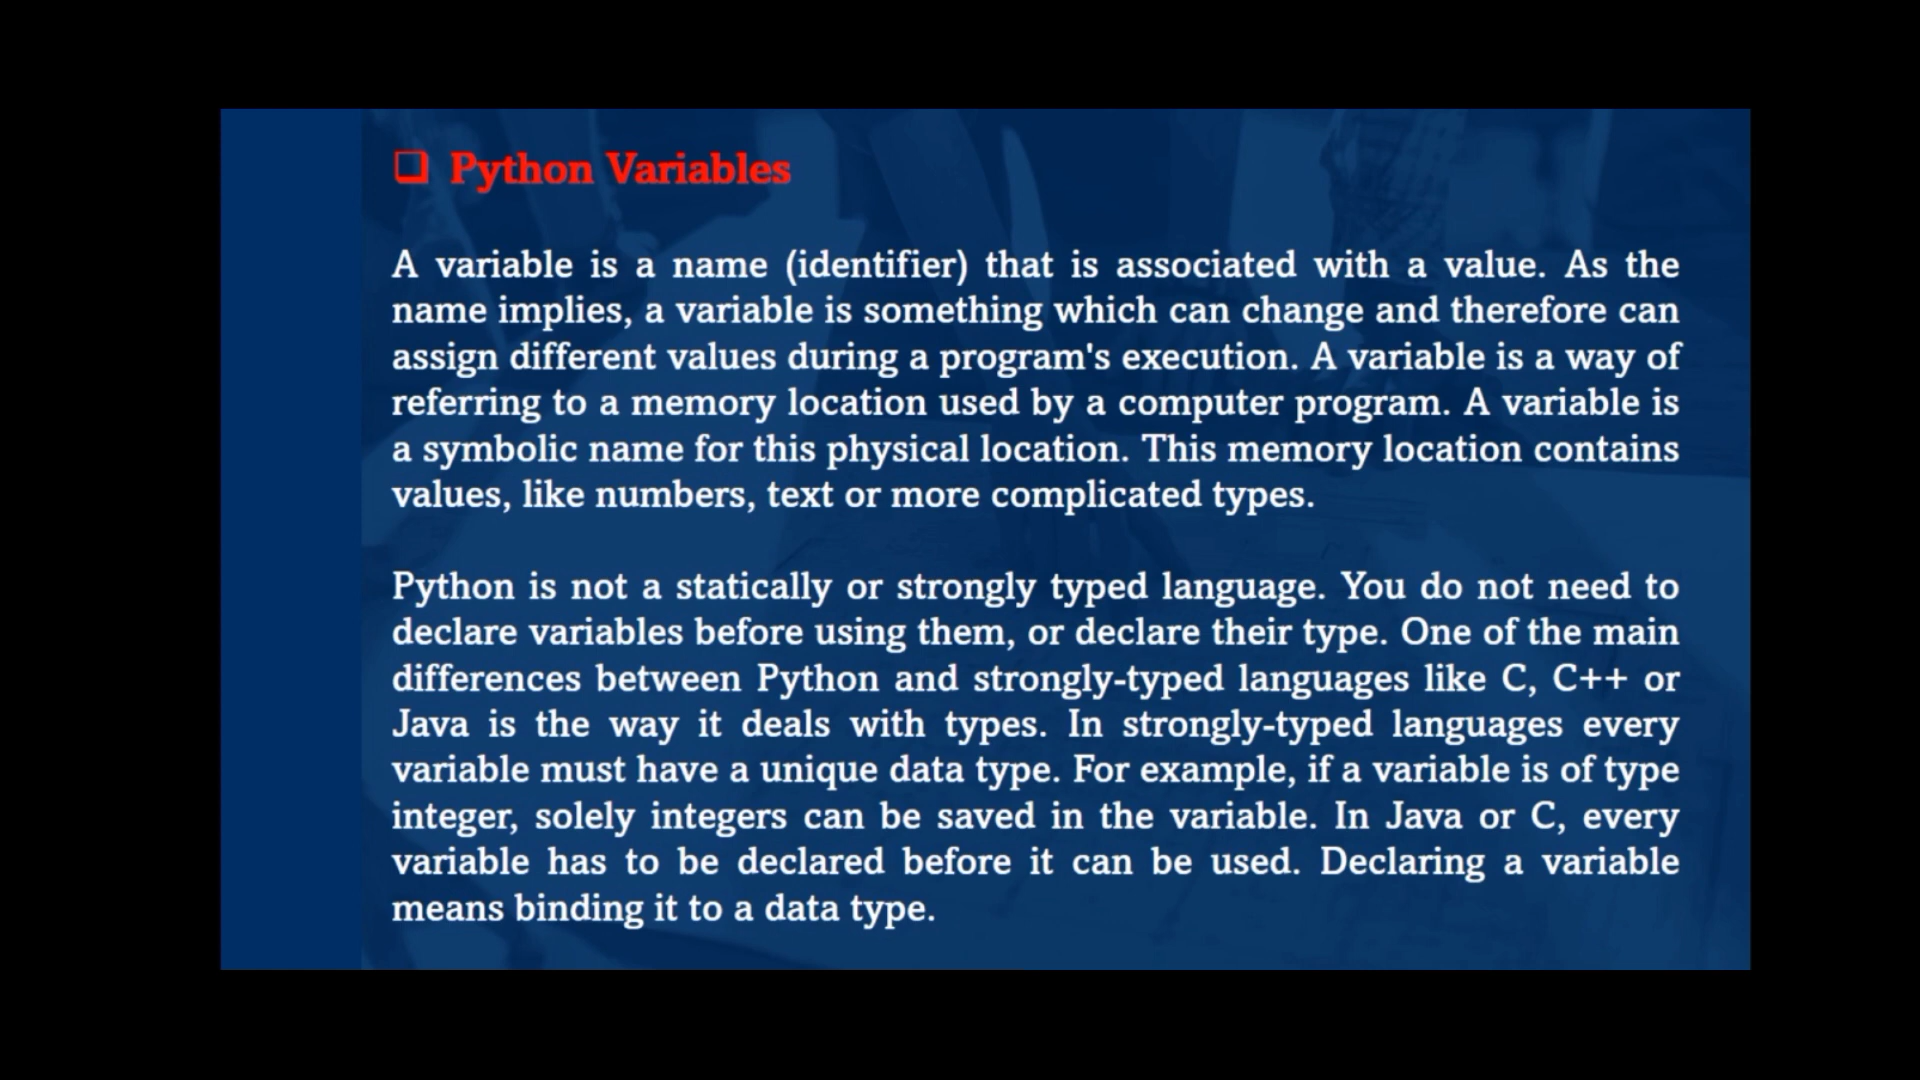 ❑ Python Variables
A variable is a name (identifier) that is associated with a value. As the
name implies, a variable is something which can change and therefore can
assign different values during a program's execution. A variable is a way of
referring to a memory location used by a computer program. A variable is
a symbolic name for this physical location. This memory location contains
values, like numbers, text or more complicated types.
Python is not a statically or strongly typed language. You do not need to
declare variables before using them, or declare their type. One of the main
differences between Python and strongly-typed languages like C, C++ or
Java is the way it deals with types. In strongly-typed languages every
variable must have a unique data type. For example, if a variable is of type
integer, solely integers can be saved in the variable. In Java or C, every
variable has to be declared before it can be used. Declaring a variable
means binding it to a data type.